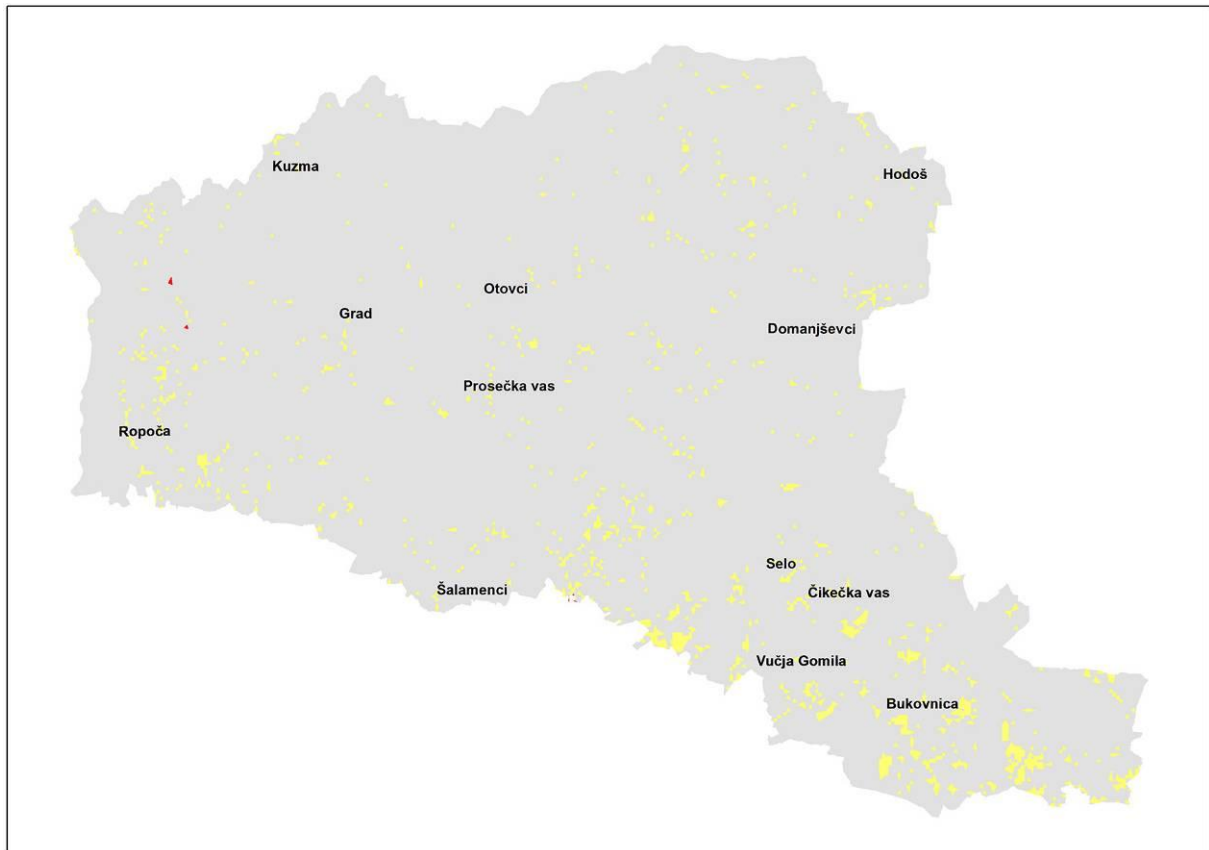 Kuzma
Hodoš
Otovci
Grad
Domanjševci
Prosečka vas
Ropoča
Selo
Šalamenci
Čikečka vas
Vučja Gomila
Bukovnica